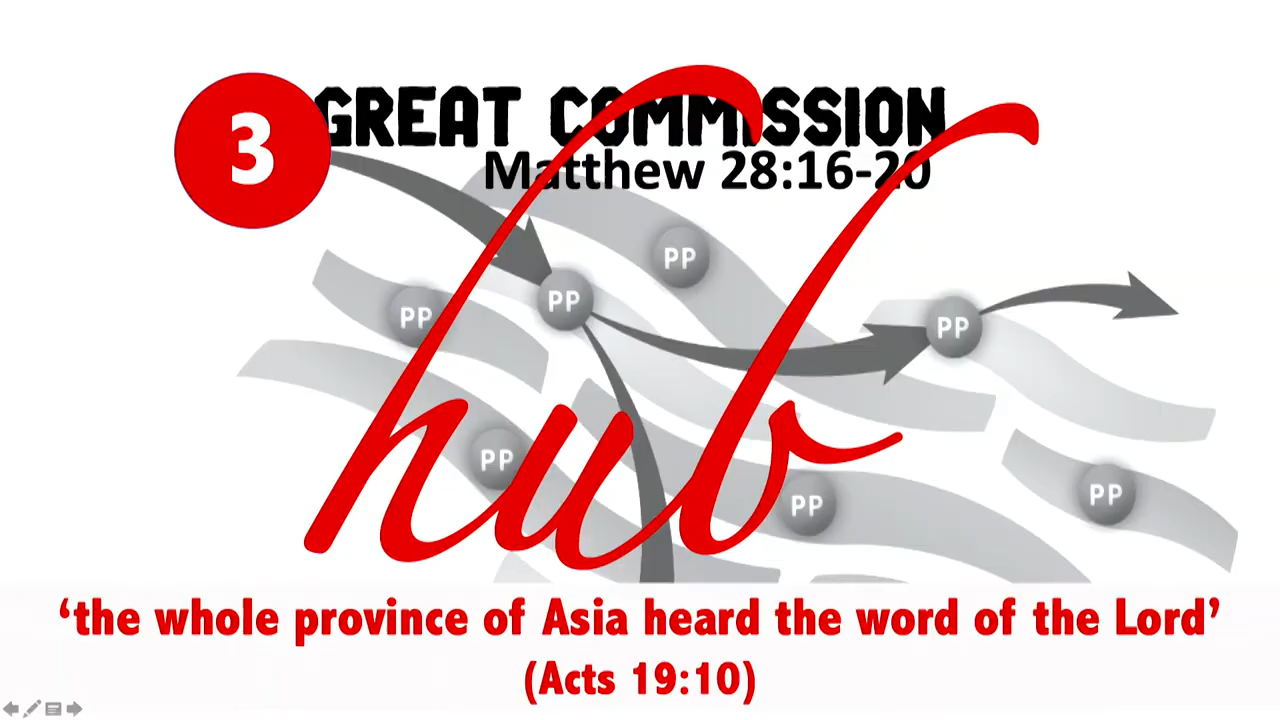 3
GREAT COMMISSION
Matthew 28:16-20
PP
PP
PP
PP
hub
PP
PP
PP
‘the whole province of Asia heard the word of the Lord’
(Acts 19:10)